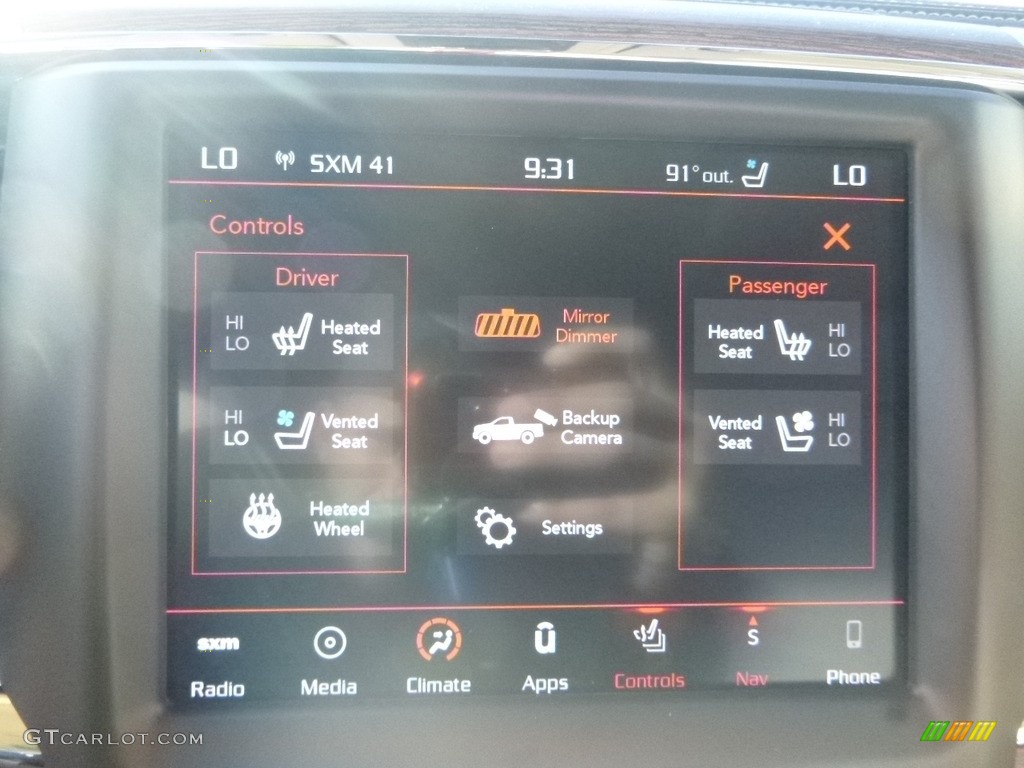 LO SXM 41 9:31 91° out. LO
Controls
Driver
HI
LO
Heated
Seat
HI
LO
Vented
Seat
Heated
Wheel
Mirror
Dimmer
Backup
Camera
Settings
Passenger
Heated
Seat
HI
LO
Vented
Seat
HI
LO
sxm S
Radio Media Climate Apps Controls Nav Phone
GTCARLOT.COM